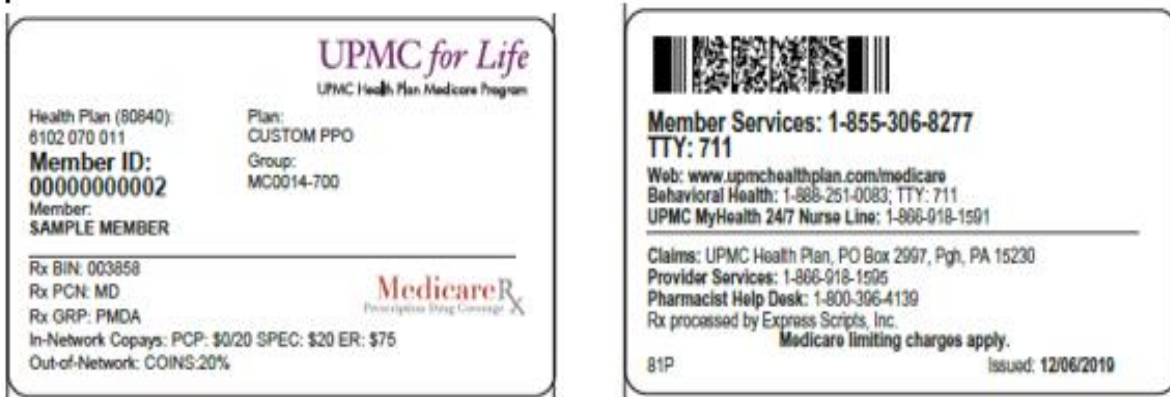 UPMC for Life
UPMC Health Plan Medicare Program
Health Plan (80840):
6102 070 011
Member ID:
00000000002
Member:
SAMPLE MEMBER
Plan:
CUSTOM PPO
Group:
MC0014-700
Rx BIN: 003858
Rx PCN: MD
Rx GRP: PMDA
MedicareRx
Prescription Drug Coverage X
In-Network Copays: PCP: $0/20 SPEC: $20 ER: $75
Out-of-Network: COINS:20%
Member Services: 1-855-306-8277
TTY: 711
Web: www.upmchealthplan.com/medicare
Behavioral Health: 1-888-251-0083; TTY: 711
UPMC MyHealth 24/7 Nurse Line: 1-866-918-1591
Claims: UPMC Health Plan, PO Box 2997, Pgh, PA 15230
Provider Services: 1-866-918-1595
Pharmacist Help Desk: 1-800-396-4139
Rx processed by Express Scripts, Inc.
Medicare limiting charges apply.
81P
Issued: 12/06/2019